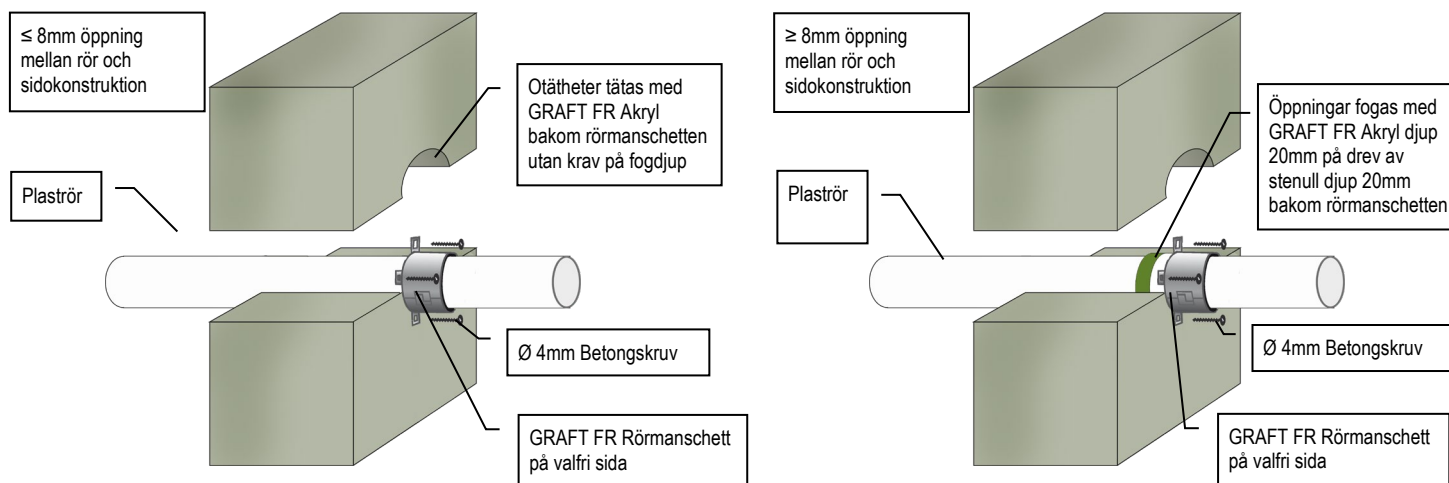 ≤ 8mm öppning
mellan rör och
sidokonstruktion
Otätheter tätas med
GRAFT FR Akryl
bakom rörmanschetten
utan krav på fogdjup
Plaströr
Ø 4mm Betongskruv
GRAFT FR Rörmanschett
på valfri sida
≥ 8mm öppning
mellan rör och
sidokonstruktion
Öppningar fogas med
GRAFT FR Akryl djup
20mm på drev av
stenull djup 20mm
bakom rörmanschetten
Plaströr
Ø 4mm Betongskruv
GRAFT FR Rörmanschett
på valfri sida